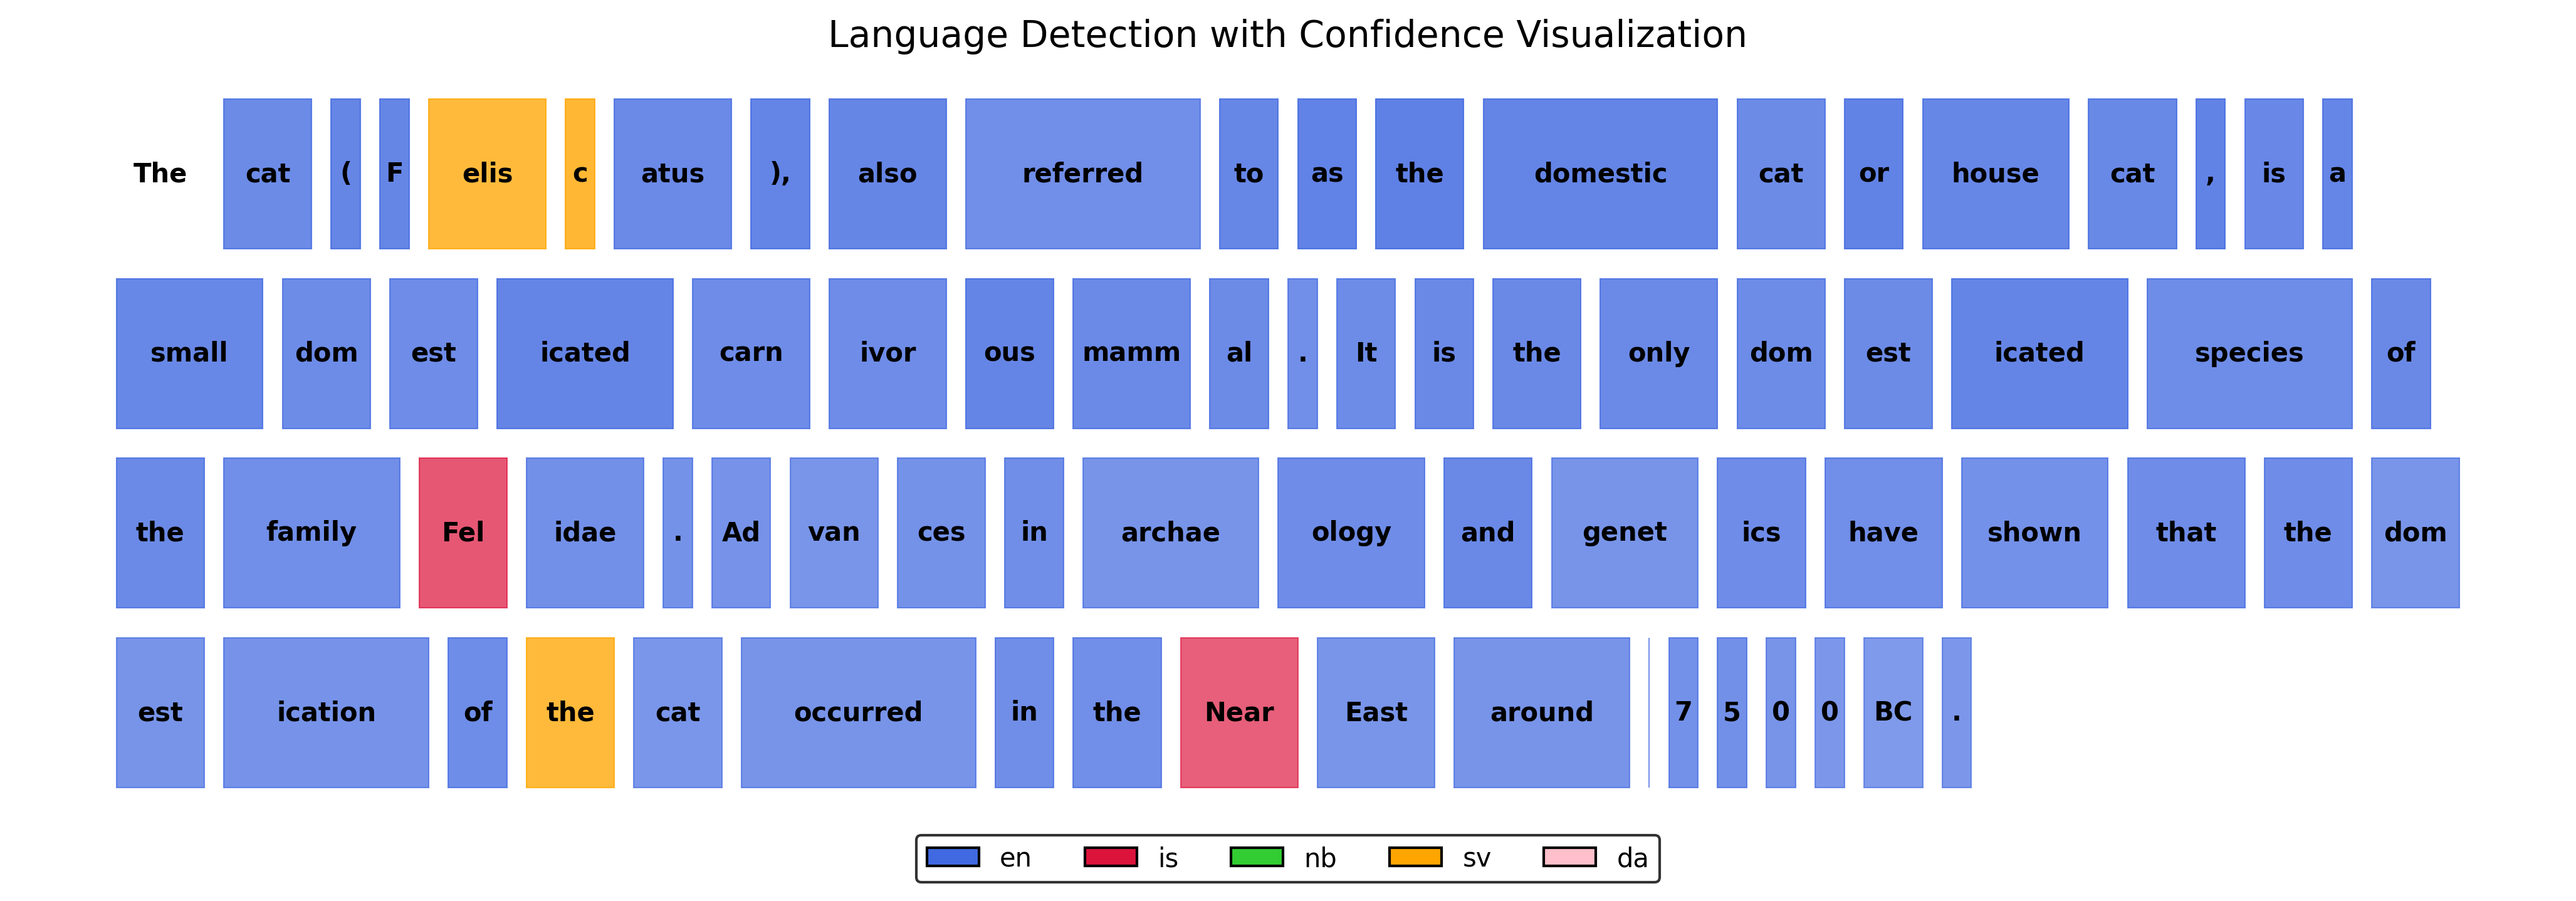 Language Detection with Confidence Visualization
The cat ( F elis c atus ), also referred to as the domestic cat or house cat , is a
small dom est icated carn ivor ous mamm al . It is the only dom est icated species of
the family Fel idae . Ad van ces in archae ology and genet ics have shown that the dom
est ication of the cat occurred in the Near East around 7 5 0 0 BC .
en is nb sv da